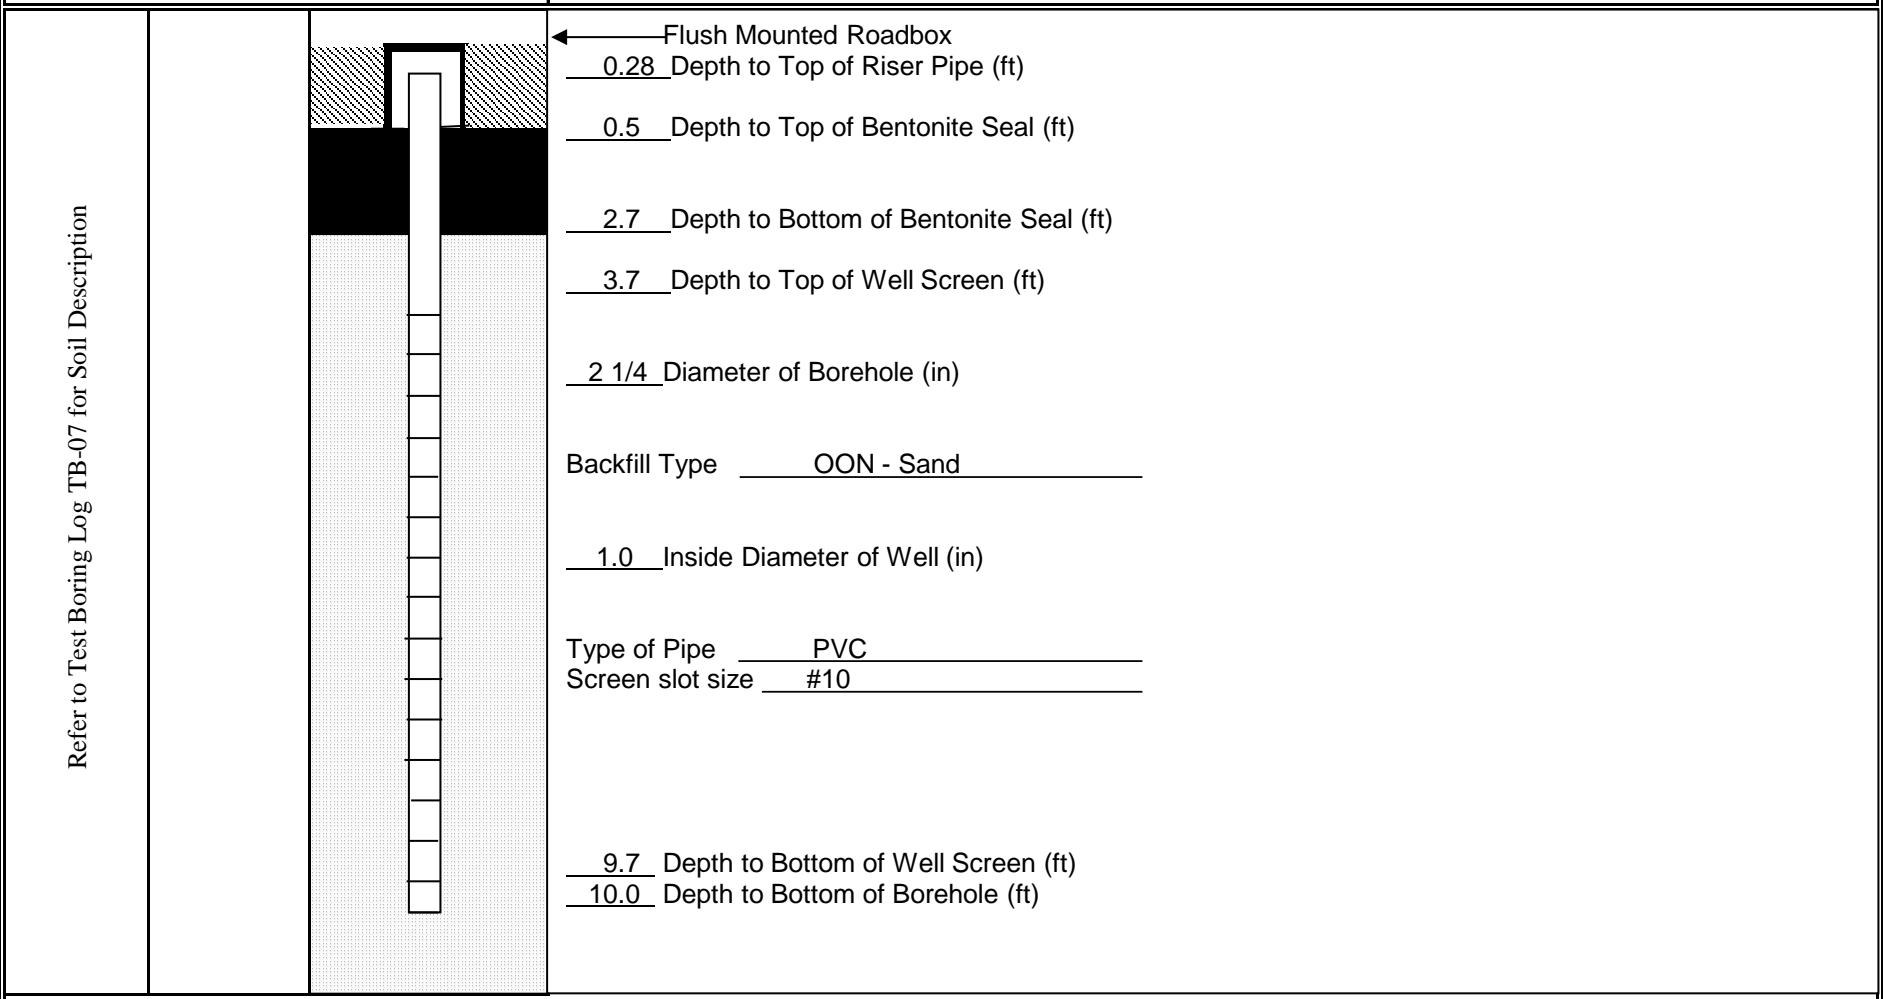 Refer to Test Boring Log TB-07 for Soil Description
Flush Mounted Roadbox
0.28 Depth to Top of Riser Pipe (ft)
0.5 Depth to Top of Bentonite Seal (ft)
2.7 Depth to Bottom of Bentonite Seal (ft)
3.7 Depth to Top of Well Screen (ft)
2 1/4 Diameter of Borehole (in)
Backfill Type OON - Sand
1.0 Inside Diameter of Well (in)
Type of Pipe PVC
Screen slot size #10
9.7 Depth to Bottom of Well Screen (ft)
10.0 Depth to Bottom of Borehole (ft)